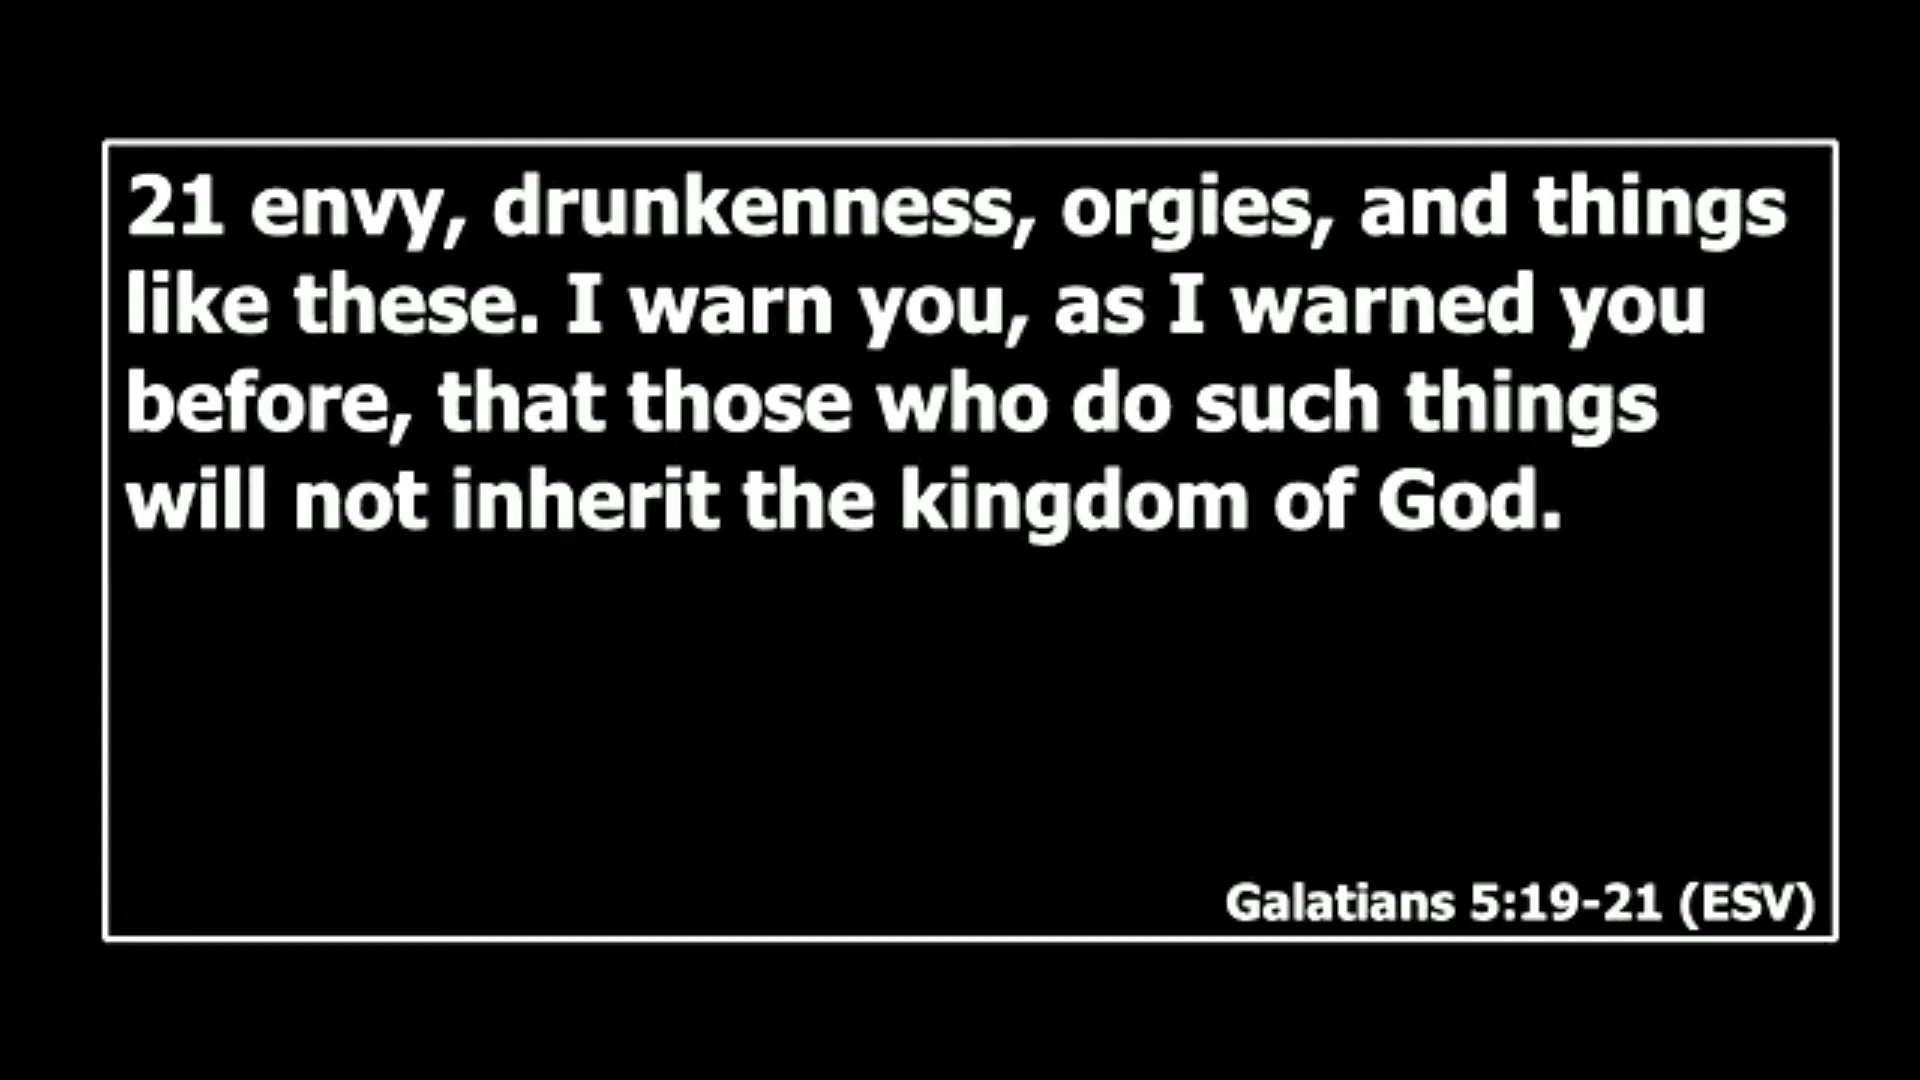 21 envy, drunkenness, orgies, and things
like these. I warn you, as I warned you
before, that those who do such things
will not inherit the kingdom of God.
Galatians 5:19-21 (ESV)